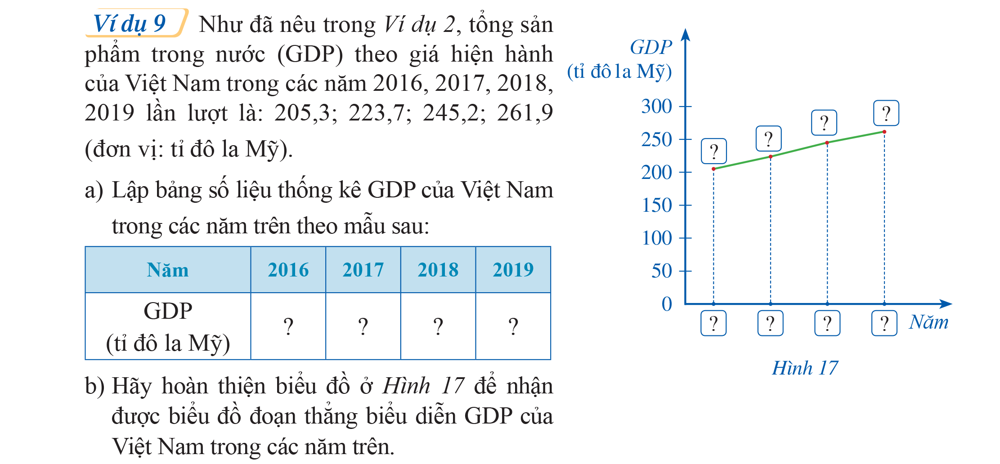 Ví dụ 9 Như đã nêu trong Ví dụ 2, tổng sản
phẩm trong nước (GDP) theo giá hiện hành
của Việt Nam trong các năm 2016, 2017, 2018,
2019 lần lượt là: 205,3; 223,7; 245,2; 261,9
(đơn vị: tỉ đô la Mỹ).
a) Lập bảng số liệu thống kê GDP của Việt Nam
trong các năm trên theo mẫu sau:
Năm 2016 2017 2018 2019
GDP
(tỉ đô la Mỹ) ? ? ? ?
b) Hãy hoàn thiện biểu đồ ở Hình 17 để nhận
được biểu đồ đoạn thẳng biểu diễn GDP của
Việt Nam trong các năm trên.
GDP
(tỉ đô la Mỹ)
300
250
200
150
100
50
0
? ? ? ?
? ? ? ? Năm
Hình 17